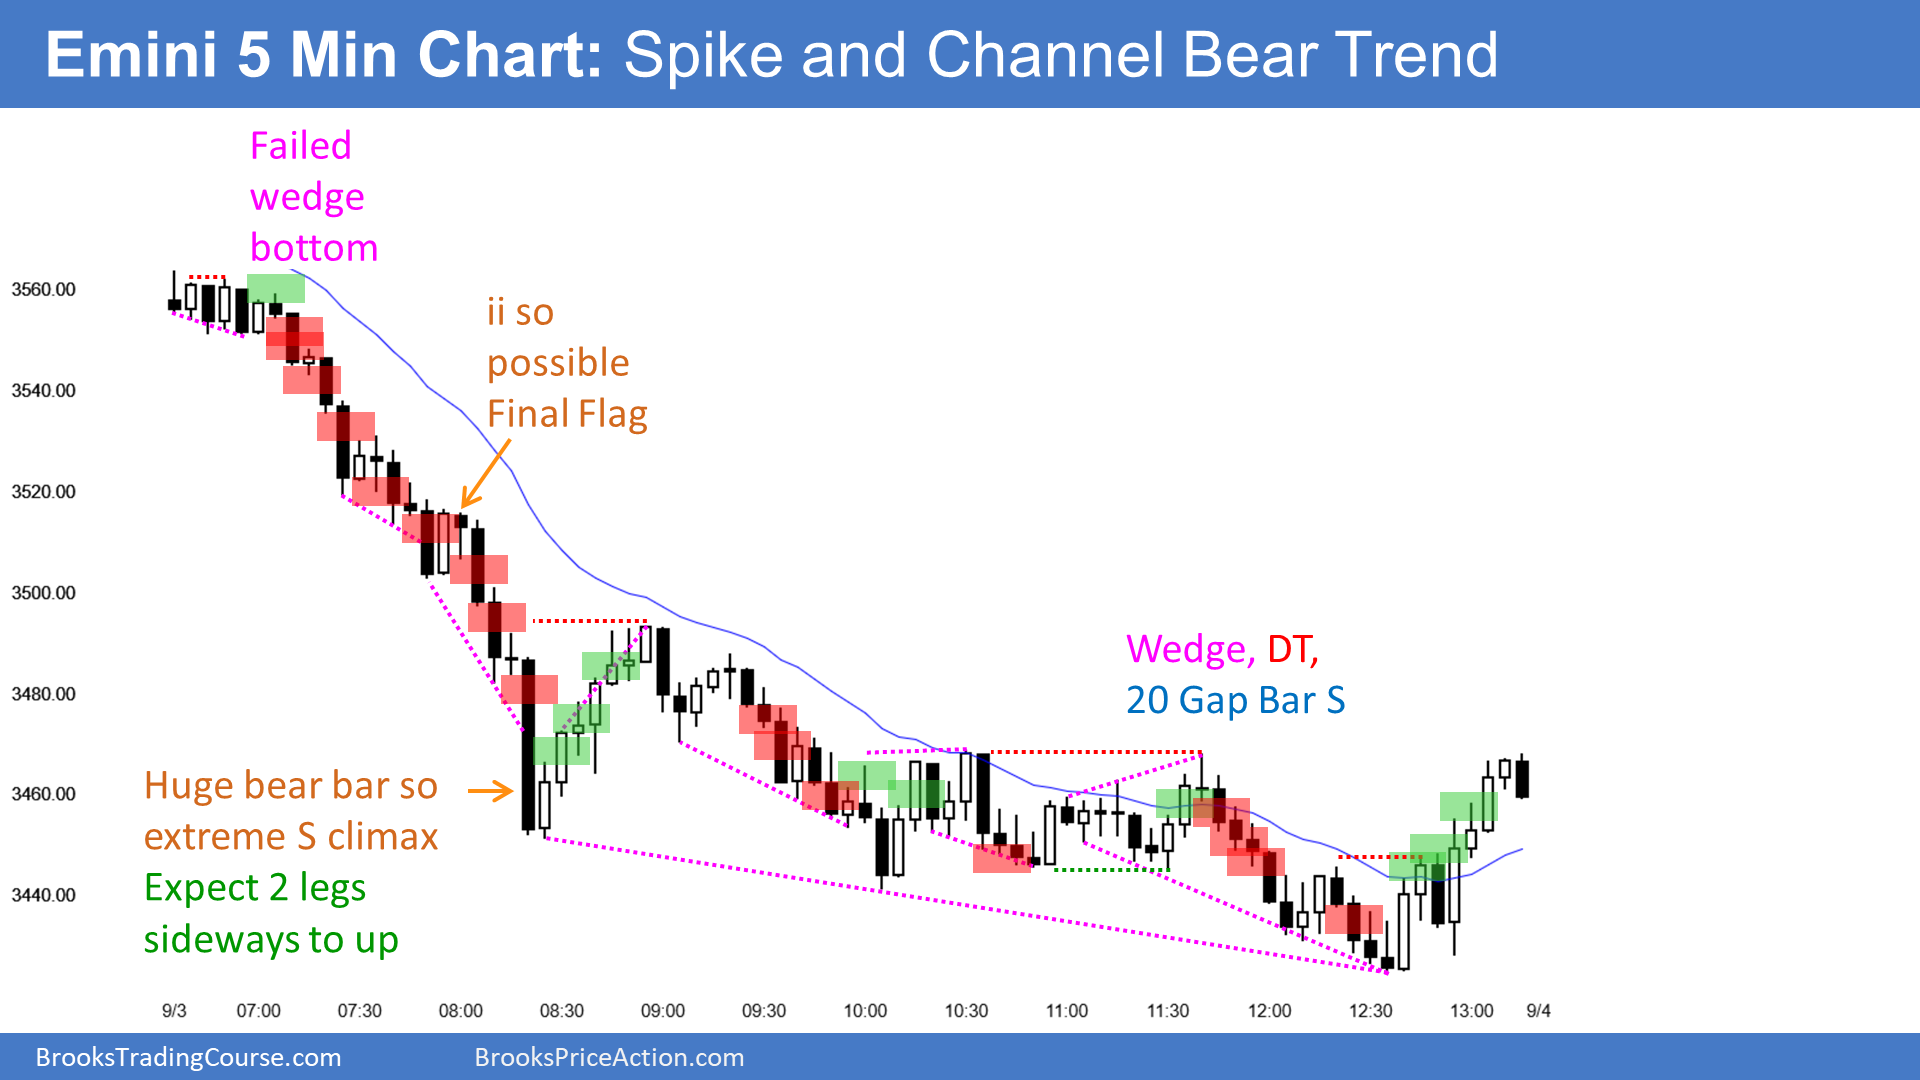 Emini 5 Min Chart: Spike and Channel Bear Trend
Failed
wedge
bottom
ii so
possible
Final Flag
Wedge, DT,
20 Gap Bar S
Huge bear bar so
extreme S climax
Expect 2 legs
sideways to up
3560.00
3540.00
3520.00
3500.00
3480.00
3460.00
3440.00
9/3 07:00 07:30 08:00 08:30 09:00 09:30 10:00 10:30 11:00 11:30 12:00 12:30 13:00 9/4
BrooksTradingCourse.com BrooksPriceAction.com